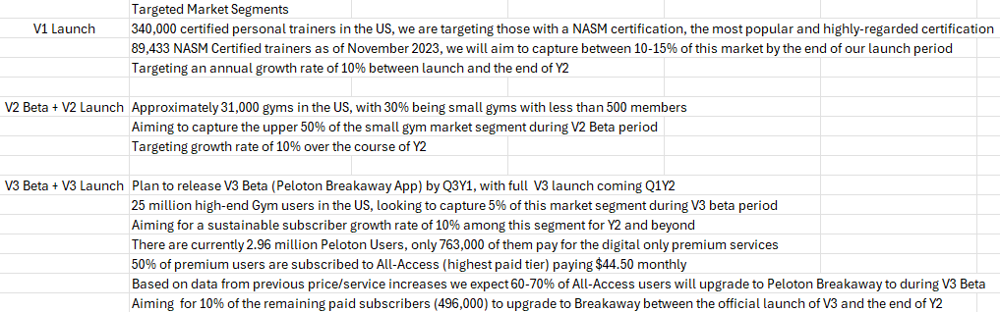 Targeted Market Segments
V1 Launch 340,000 certified personal trainers in the US, we are targeting those with a NASM certification, the most popular and highly-regarded certification
89,433 NASM Certified trainers as of November 2023, we will aim to capture between 10-15% of this market by the end of our launch period
Targeting an annual growth rate of 10% between launch and the end of Y2
V2 Beta + V2 Launch Approximately 31,000 gyms in the US, with 30% being small gyms with less than 500 members
Aiming to capture the upper 50% of the small gym market segment during V2 Beta period
Targeting growth rate of 10% over the course of Y2
V3 Beta + V3 Launch Plan to release V3 Beta (Peloton Breakaway App) by Q3Y1, with full V3 launch coming Q1Y2
25 million high-end Gym users in the US, looking to capture 5% of this market segment during V3 beta period
Aiming for a sustainable subscriber growth rate of 10% among this segment for Y2 and beyond
There are currently 2.96 million Peloton Users, only 763,000 of them pay for the digital only premium services
50% of premium users are subscribed to All-Access (highest paid tier) paying $44.50 monthly
Based on data from previous price/service increases we expect 60-70% of All-Access users will upgrade to Peloton Breakaway to during V3 Beta
Aiming for 10% of the remaining paid subscribers (496,000) to upgrade to Breakaway between the official launch of V3 and the end of Y2